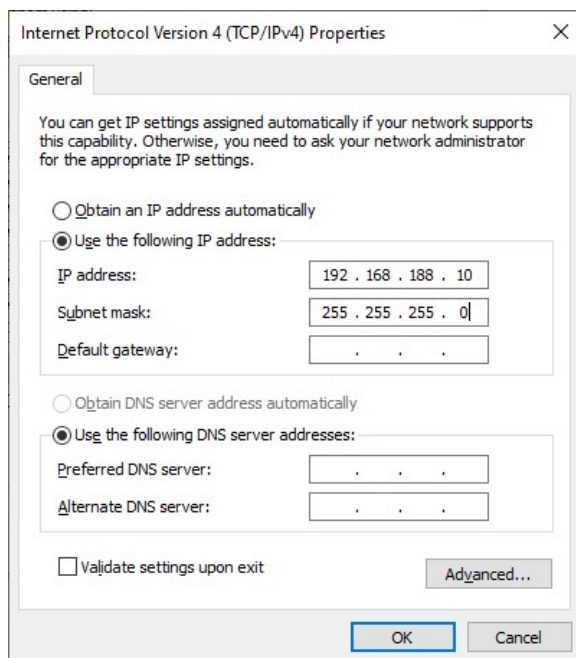 Internet Protocol Version 4 (TCP/IPv4) Properties
General
You can get IP settings assigned automatically if your network supports
this capability. Otherwise, you need to ask your network administrator
for the appropriate IP settings.
Obtain an IP address automatically
Use the following IP address:
IP address: 192 . 168 . 188 . 10
Subnet mask: 255 . 255 . 255 . 0
Default gateway: . . .
Obtain DNS server address automatically
Use the following DNS server addresses:
Preferred DNS server: . . .
Alternate DNS server: . . .
Validate settings upon exit
Advanced...
OK Cancel